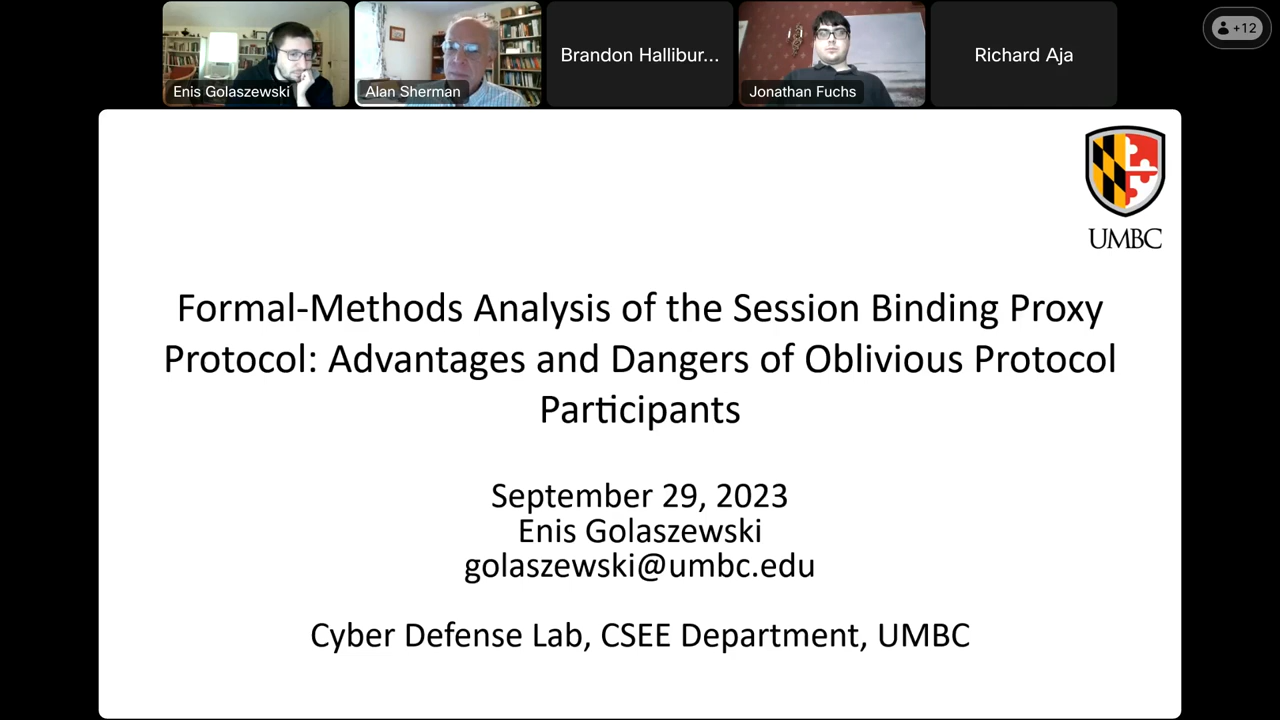 Enis Golaszewski
Alan Sherman
Brandon Hallibur...
Jonathan Fuchs
Richard Aja
+12
UMBC
Formal-Methods Analysis of the Session Binding Proxy
Protocol: Advantages and Dangers of Oblivious Protocol
Participants
September 29, 2023
Enis Golaszewski
golaszewski@umbc.edu
Cyber Defense Lab, CSEE Department, UMBC